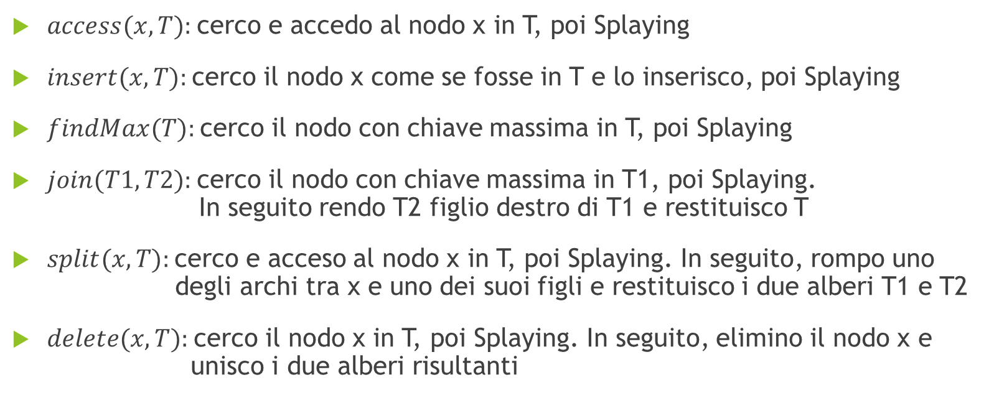 access(x, T): cerco e accedo al nodo x in T, poi Splaying
insert(x, T): cerco il nodo x come se fosse in T e lo inserisco, poi Splaying
findMax(T): cerco il nodo con chiave massima in T, poi Splaying
join(T1, T2): cerco il nodo con chiave massima in T1, poi Splaying.
In seguito rendo T2 figlio destro di T1 e restituisco T
split(x, T): cerco e acceso al nodo x in T, poi Splaying. In seguito, rompo uno
degli archi tra x e uno dei suoi figli e restituisco i due alberi T1 e T2
delete(x, T): cerco il nodo x in T, poi Splaying. In seguito, elimino il nodo x e
unisco i due alberi risultanti